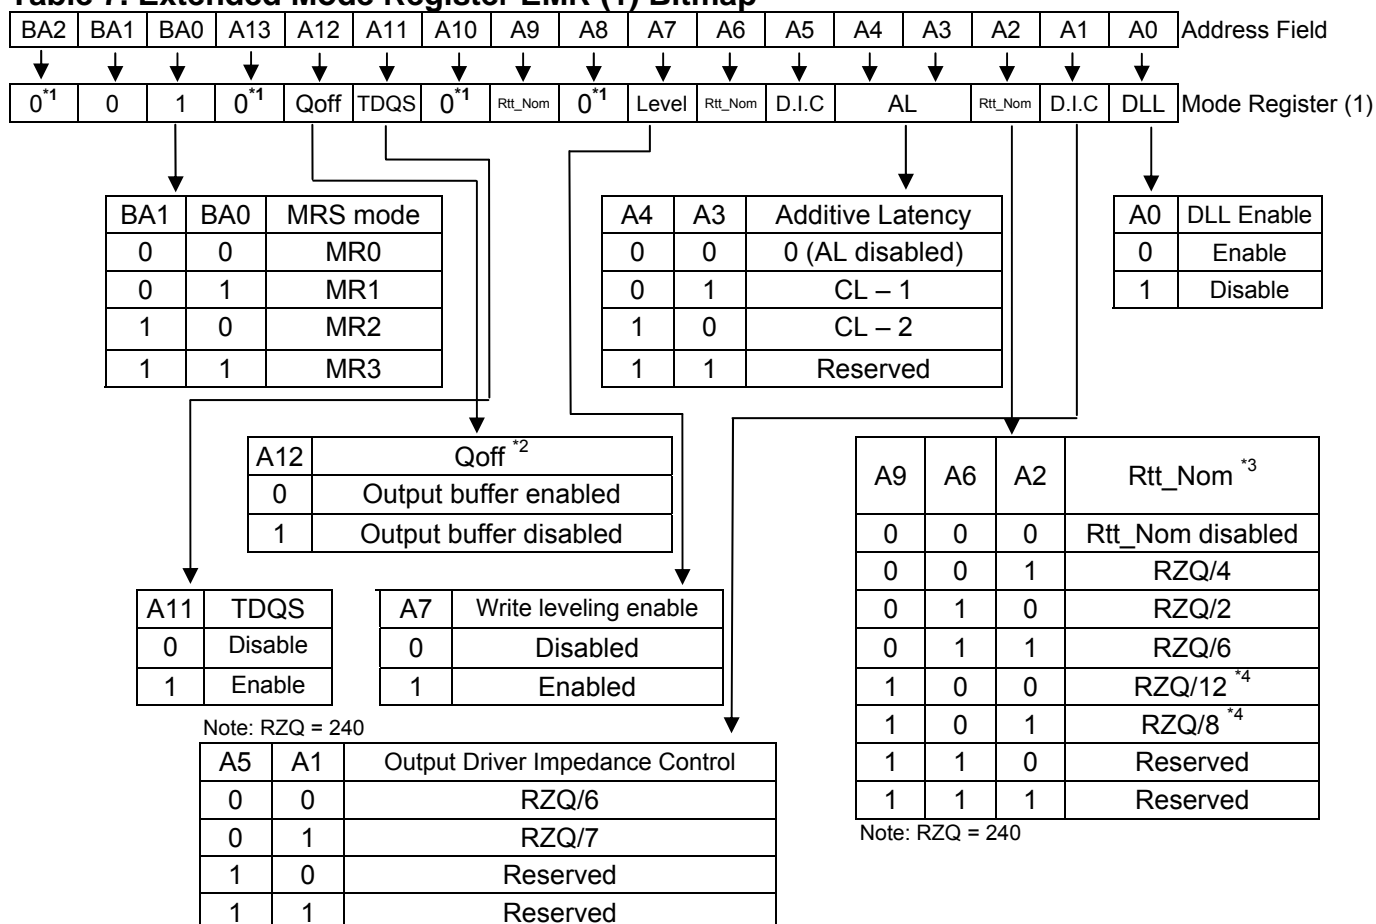 Table 7. Extended Mode Register EMR (1) Bitmap
BA2 BA1 BA0 A13 A12 A11 A10 A9 A8 A7 A6 A5 A4 A3 A2 A1 A0 Address Field
0*1 0 1 0*1 Qoff TDQS 0*1 Rtt_Nom 0*1 Level Rtt_Nom D.I.C AL Rtt_Nom D.I.C DLL Mode Register (1)
BA1 BA0 MRS mode
0 0 MR0
0 1 MR1
1 0 MR2
1 1 MR3
A4 A3 Additive Latency
0 0 0 (AL disabled)
0 1 CL – 1
1 0 CL – 2
1 1 Reserved
A0 DLL Enable
0 Enable
1 Disable
A12 Qoff *2
0 Output buffer enabled
1 Output buffer disabled
A9 A6 A2 Rtt_Nom *3
0 0 0 Rtt_Nom disabled
0 0 1 RZQ/4
0 1 0 RZQ/2
0 1 1 RZQ/6
1 0 0 RZQ/12 *4
1 0 1 RZQ/8 *4
1 1 0 Reserved
1 1 1 Reserved
Note: RZQ = 240
A11 TDQS
0 Disable
1 Enable
A7 Write leveling enable
0 Disabled
1 Enabled
Note: RZQ = 240
A5 A1 Output Driver Impedance Control
0 0 RZQ/6
0 1 RZQ/7
1 0 Reserved
1 1 Reserved